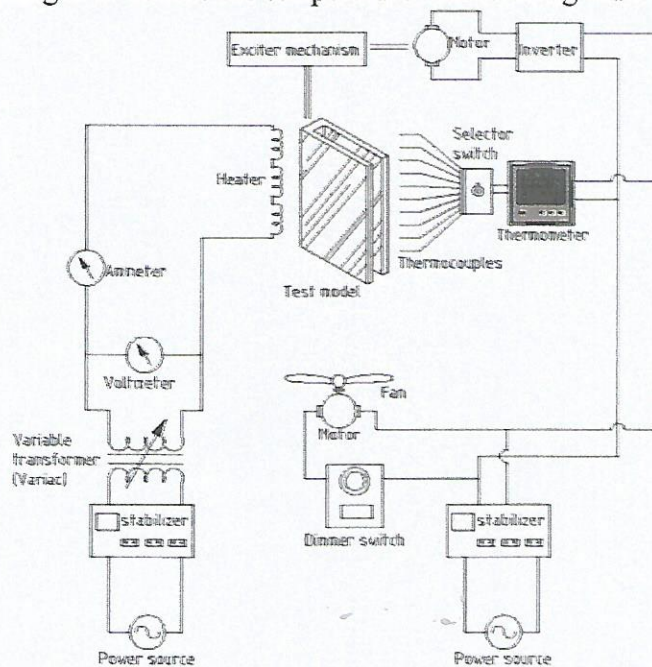 Exciter mechanism
Motor
Inverter
Selector
switch
Heater
Thermometer
Thermocouples
Test model
Ammeter
Voltmeter
Fan
Motor
Variable
transformer
(Variac)
stabilizer
Dimmer switch
stabilizer
Power source
Power source